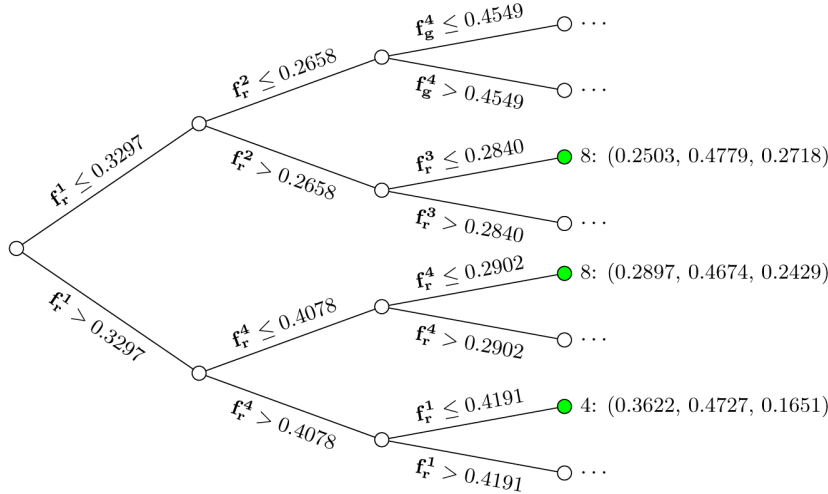 f_g^4 ≤ 0.4549
...
f_r^2 ≤ 0.2658
f_g^4 > 0.4549
...
f_r^1 ≤ 0.3297
f_r^3 ≤ 0.2840
8: (0.2503, 0.4779, 0.2718)
f_r^2 > 0.2658
f_r^3 > 0.2840
...
f_r^4 ≤ 0.2902
8: (0.2897, 0.4674, 0.2429)
f_r^1 > 0.3297
f_r^4 ≤ 0.4078
f_r^4 > 0.2902
...
f_r^1 ≤ 0.4191
4: (0.3622, 0.4727, 0.1651)
f_r^4 > 0.4078
f_r^1 > 0.4191
...